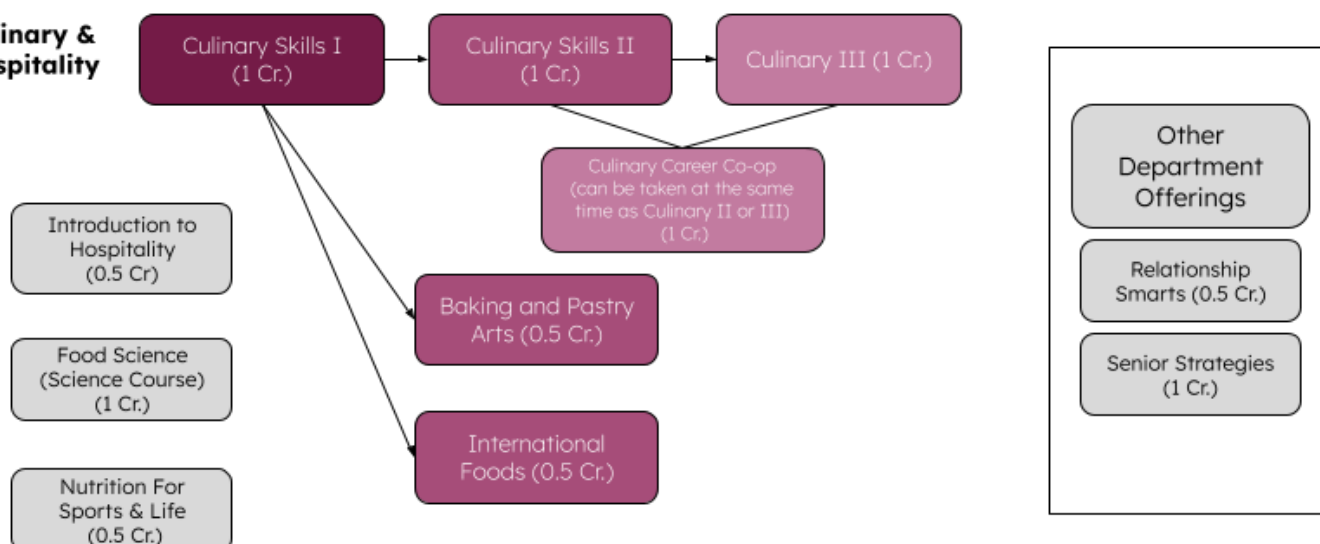 inary &
spitality
Culinary Skills I
(1 Cr.)
Culinary Skills II
(1 Cr.)
Culinary III (1 Cr.)
Culinary Career Co-op
(can be taken at the same
time as Culinary II or III)
(1 Cr.)
Introduction to
Hospitality
(0.5 Cr)
Food Science
(Science Course)
(1 Cr.)
Nutrition For
Sports & Life
(0.5 Cr.)
Baking and Pastry
Arts (0.5 Cr.)
International
Foods (0.5 Cr.)
Other
Department
Offerings
Relationship
Smarts (0.5 Cr.)
Senior Strategies
(1 Cr.)